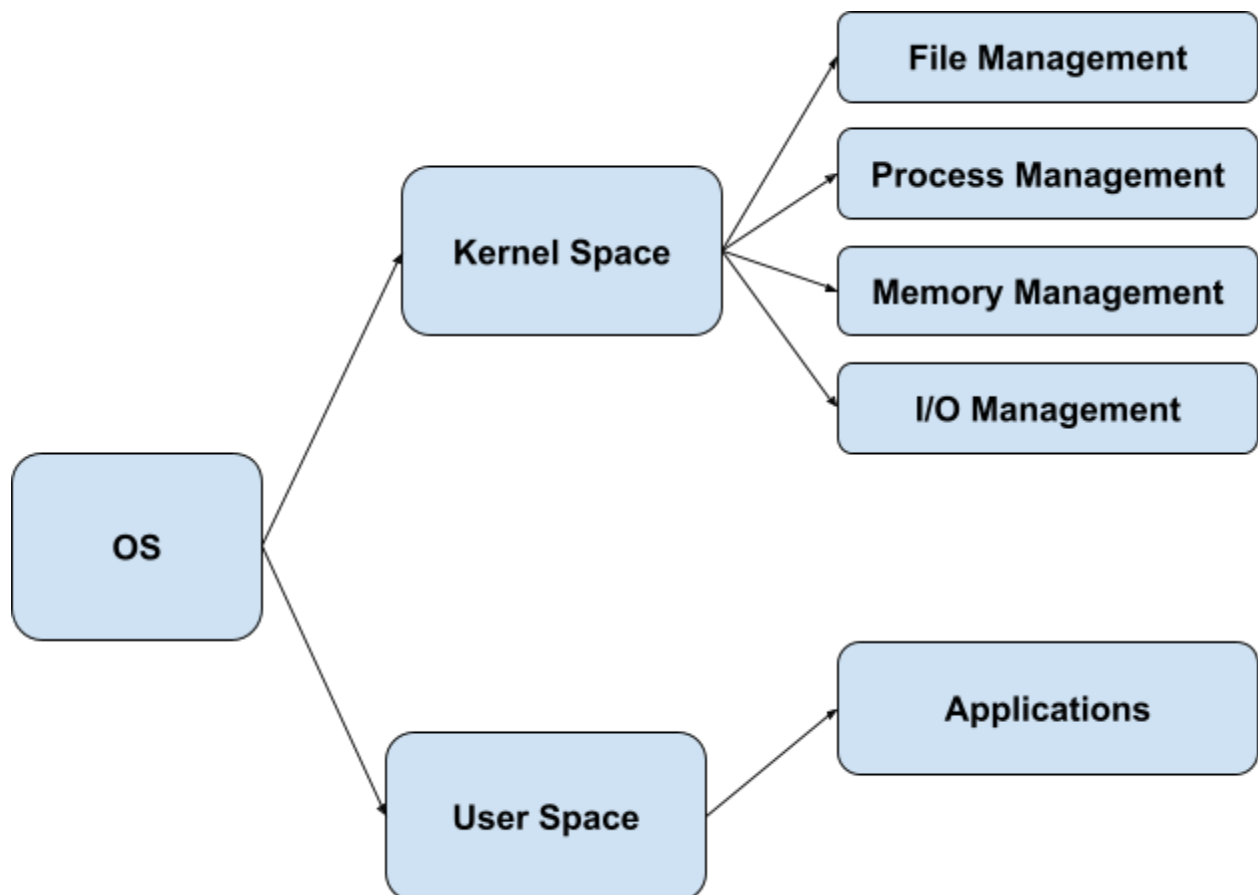 File Management
Process Management
Kernel Space
Memory Management
I/O Management
OS
Applications
User Space